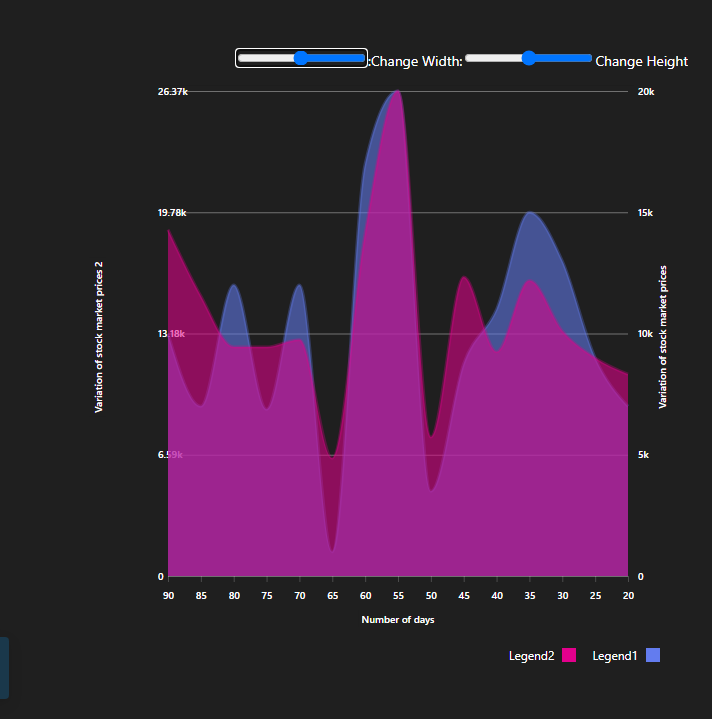 :Change Width: Change Height
26.37k 20k
19.78k 15k
13.18k 10k
6.59k 5k
0 0
Variation of stock market prices 2
Variation of stock market prices
90 85 80 75 70 65 60 55 50 45 40 35 30 25 20
Number of days
Legend2 Legend1